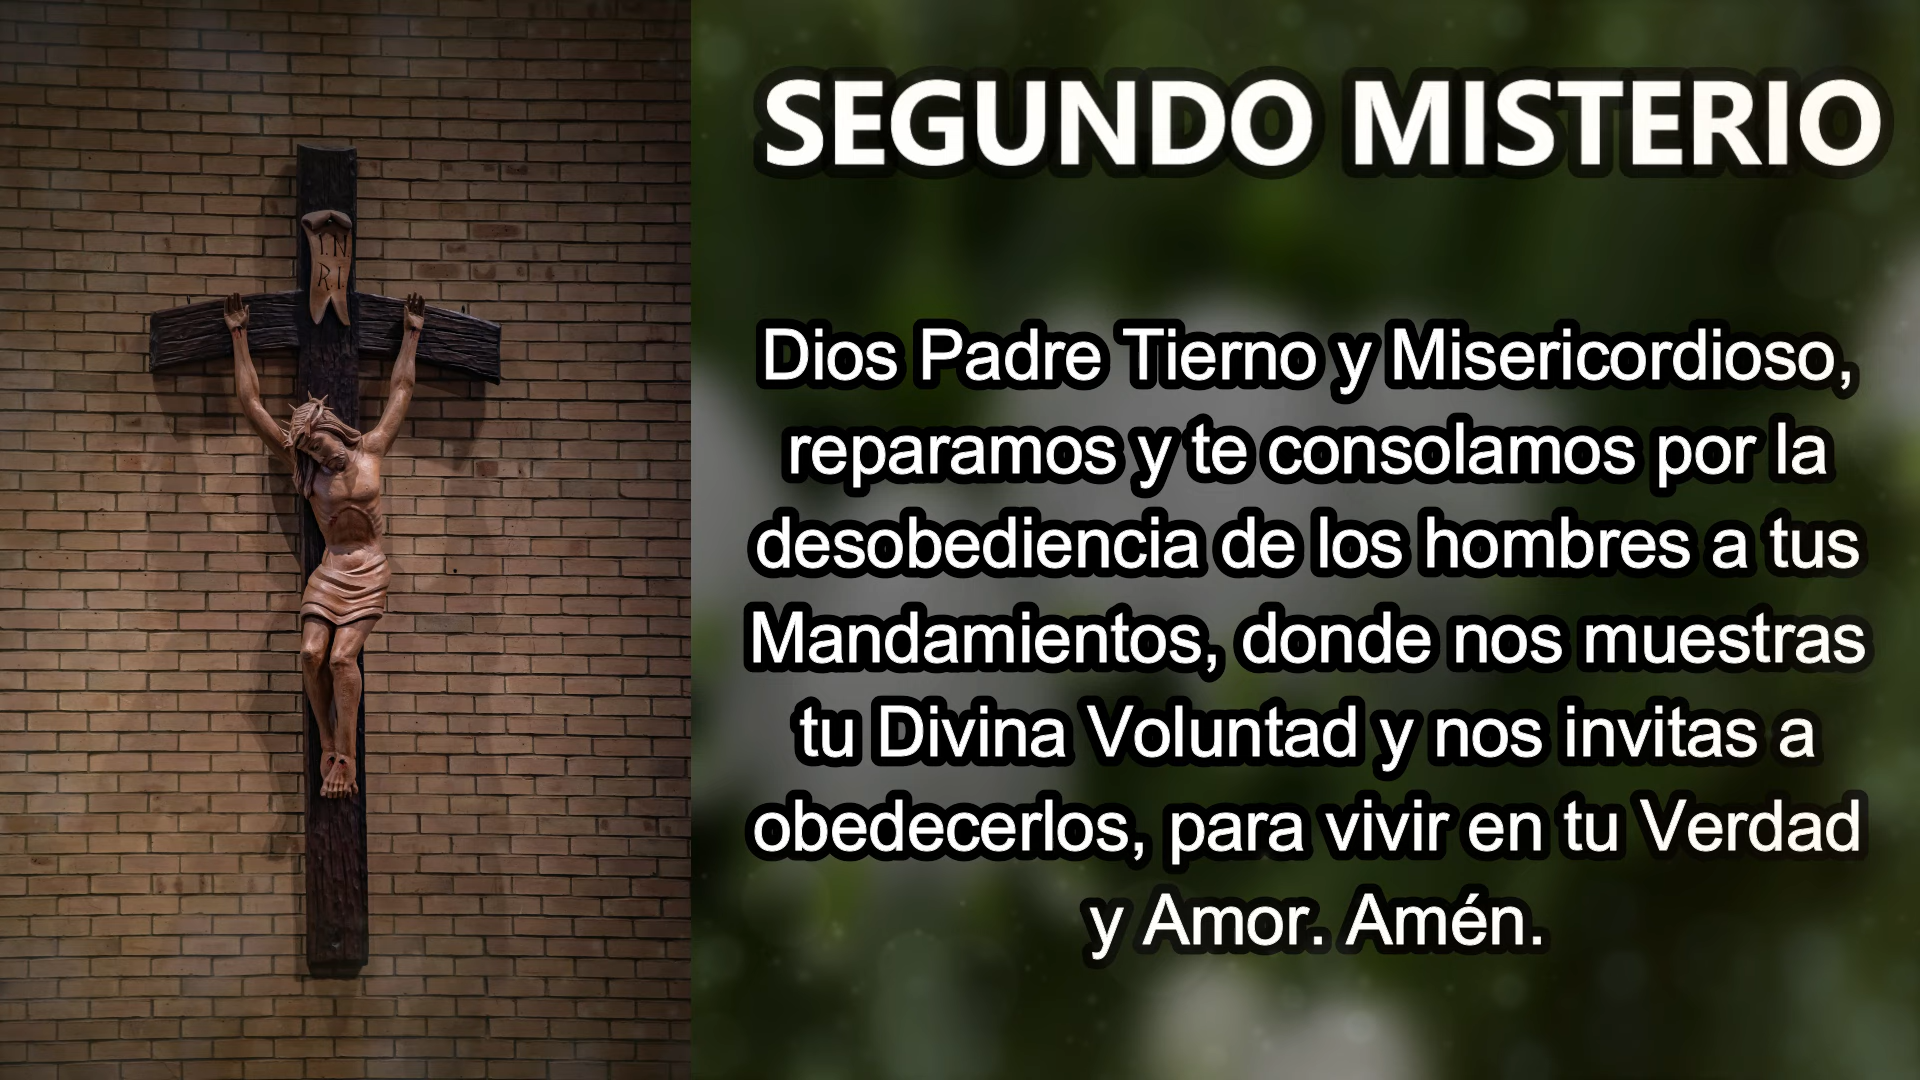 SEGUNDO MISTERIO
I.N
R.I.
Dios Padre Tierno y Misericordioso,
reparamos y te consolamos por la
desobediencia de los hombres a tus
Mandamientos, donde nos muestras
tu Divina Voluntad y nos invitas a
obedecerlos, para vivir en tu Verdad
y Amor. Amén.